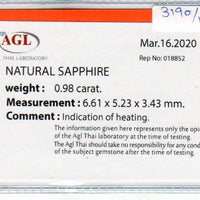 3190/
AGL
THAI LABORATORY
Mar.16.2020
Rep No: 018852
NATURAL SAPPHIRE
weight : 0.98 carat.
Measurement : 6.61 x 5.23 x 3.43 mm.
Comment : Indication of heating.
The information given here represents only the opi
of the Agl Thai Laboratory at the time of testing.
The Agl Thai should not take responsibility for any cond
of the subject gemstone after the time of testing.